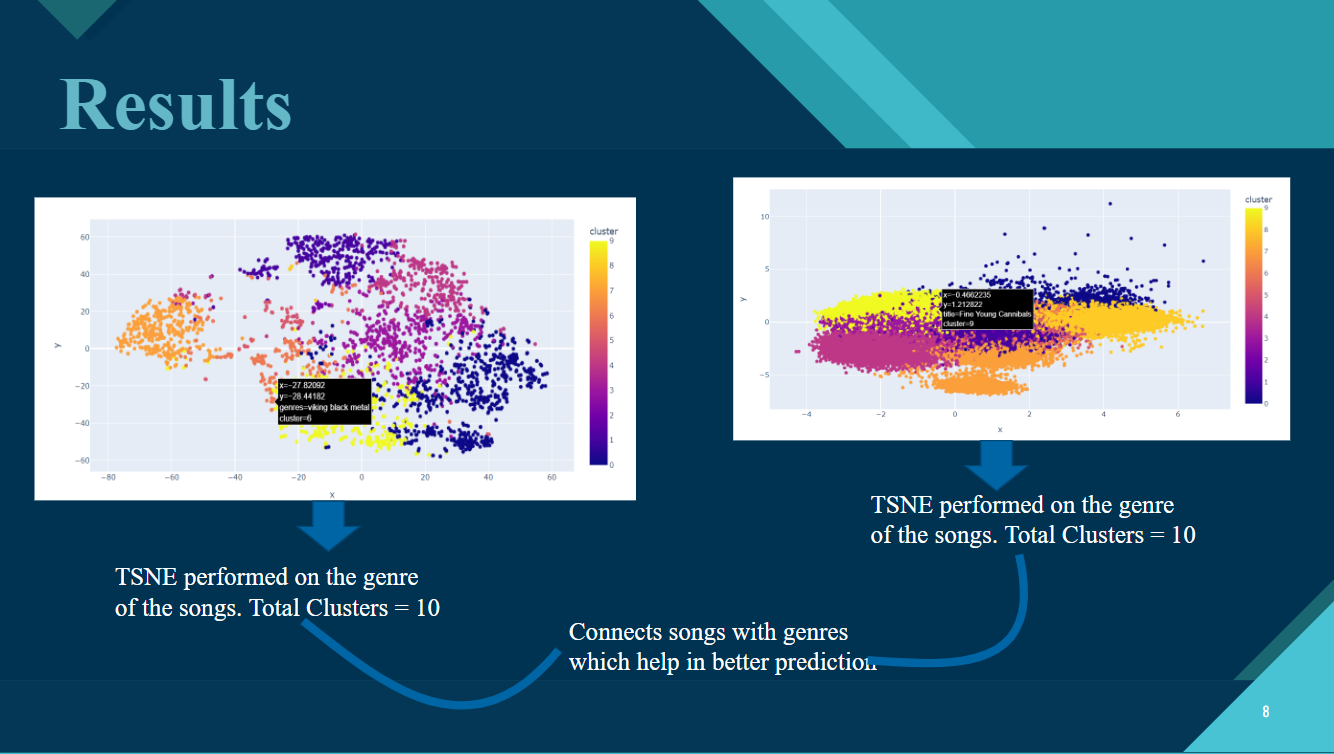 Results
cluster
60
40
20
0
−20
−40
−60
y
−80
−60
−40
−20
0
20
40
60
x
9
8
7
6
5
4
3
2
1
0
x=−27.82092
y=−28.44182
genres=viking black metal
cluster=6
cluster
10
5
0
−5
y
−4
−2
0
2
4
6
x
9
8
7
6
5
4
3
2
1
0
x=−0.4662235
y=1.212822
title=Fine Young Cannibals
cluster=9
TSNE performed on the genre
of the songs. Total Clusters = 10
TSNE performed on the genre
of the songs. Total Clusters = 10
Connects songs with genres
which help in better prediction
8